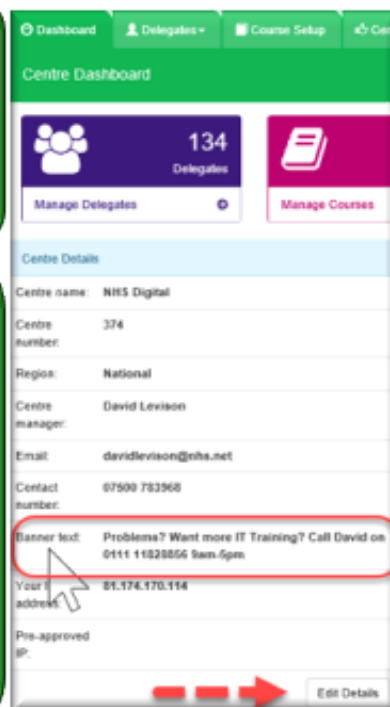 Dashboard
Delegates
Course Setup
Cen
Centre Dashboard
134
Delegates
Manage Delegates
Manage Courses
Centre Details
Centre name: NHS Digital
Centre number: 374
Region: National
Centre manager: David Levison
Email: davidlevison@nhs.net
Contact number: 07500 783968
Banner text: Problems? Want more IT Training? Call David on
0111 11828856 9am-5pm
Your
address: 81.174.170.114
Pre-approved
IP:
Edit Details